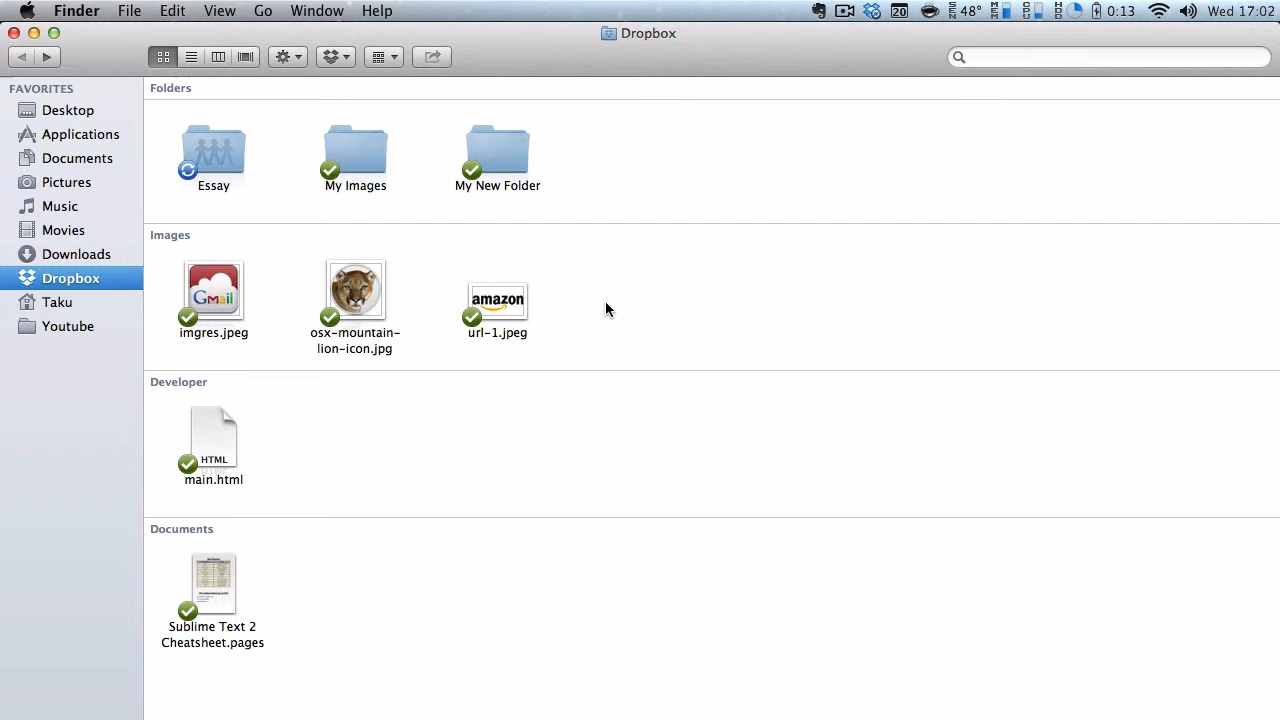 Finder File Edit View Go Window Help 20 48° 0:13 Wed 17:02
Dropbox
FAVORITES
Desktop
Applications
Documents
Pictures
Music
Movies
Downloads
Dropbox
Taku
Youtube
Folders
Essay
My Images
My New Folder
Images
Gmail
imgres.jpeg
osx-mountain-
lion-icon.jpg
amazon
url-1.jpeg
Developer
HTML
main.html
Documents
Sublime Text 2
Cheatsheet.pages